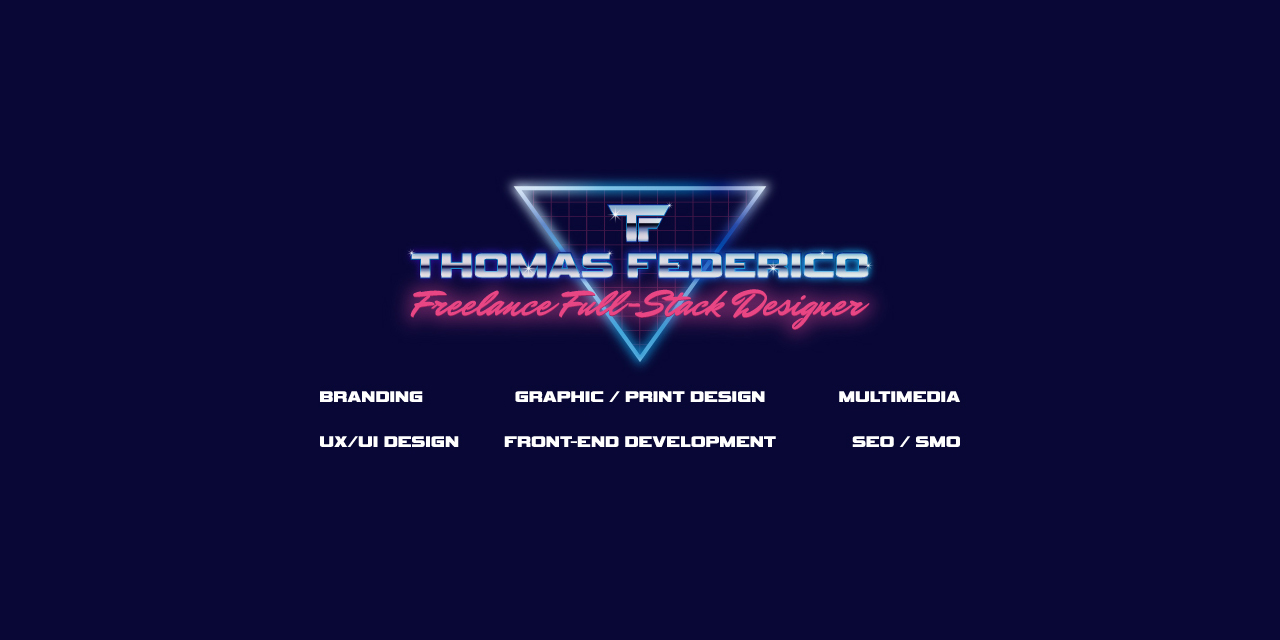 TF
THOMAS FEDERICO
Freelance Full-Stack Designer
BRANDING GRAPHIC / PRINT DESIGN MULTIMEDIA
UX/UI DESIGN FRONT-END DEVELOPMENT SEO / SMO